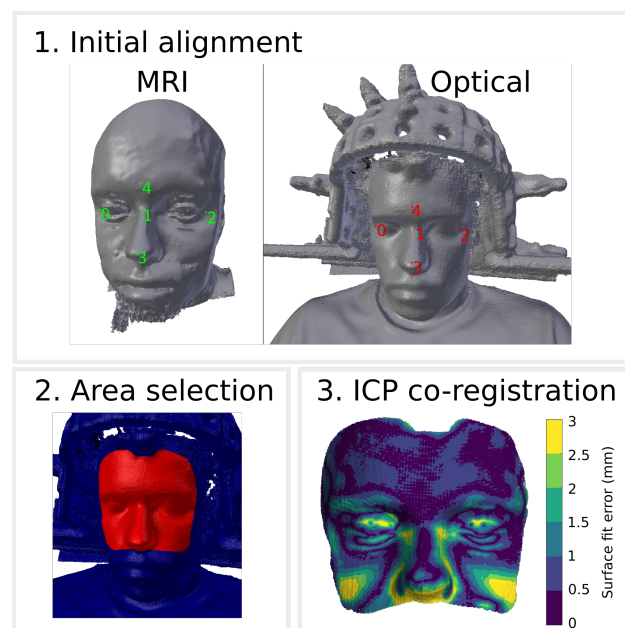 1. Initial alignment
MRI
Optical
4
0
1
2
3
4
0
1
2
3
2. Area selection
3. ICP co-registration
3
2.5
2
1.5
1
0.5
0
Surface fit error (mm)